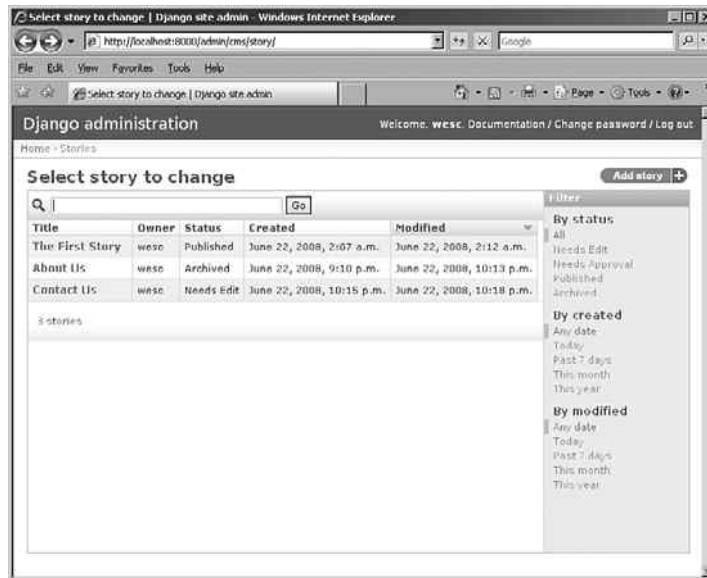 Select story to change | Django site admin - Windows Internet Explorer
http://localhost:8000/admin/cms/story/
Google
File Edit View Favorites Tools Help
Select story to change | Django site admin
Page Tools
Django administration
Welcome, wesc. Documentation / Change password / Log out
Home › Stories
Select story to change
Add story
Go
Title Owner Status Created Modified
The First Story wesc Published June 22, 2008, 2:07 a.m. June 22, 2008, 2:12 a.m.
About Us wesc Archived June 22, 2008, 9:10 p.m. June 22, 2008, 10:13 p.m.
Contact Us wesc Needs Edit June 22, 2008, 10:15 p.m. June 22, 2008, 10:18 p.m.
3 stories
Filter
By status
All
Needs Edit
Needs Approval
Published
Archived
By created
Any date
Today
Past 7 days
This month
This year
By modified
Any date
Today
Past 7 days
This month
This year